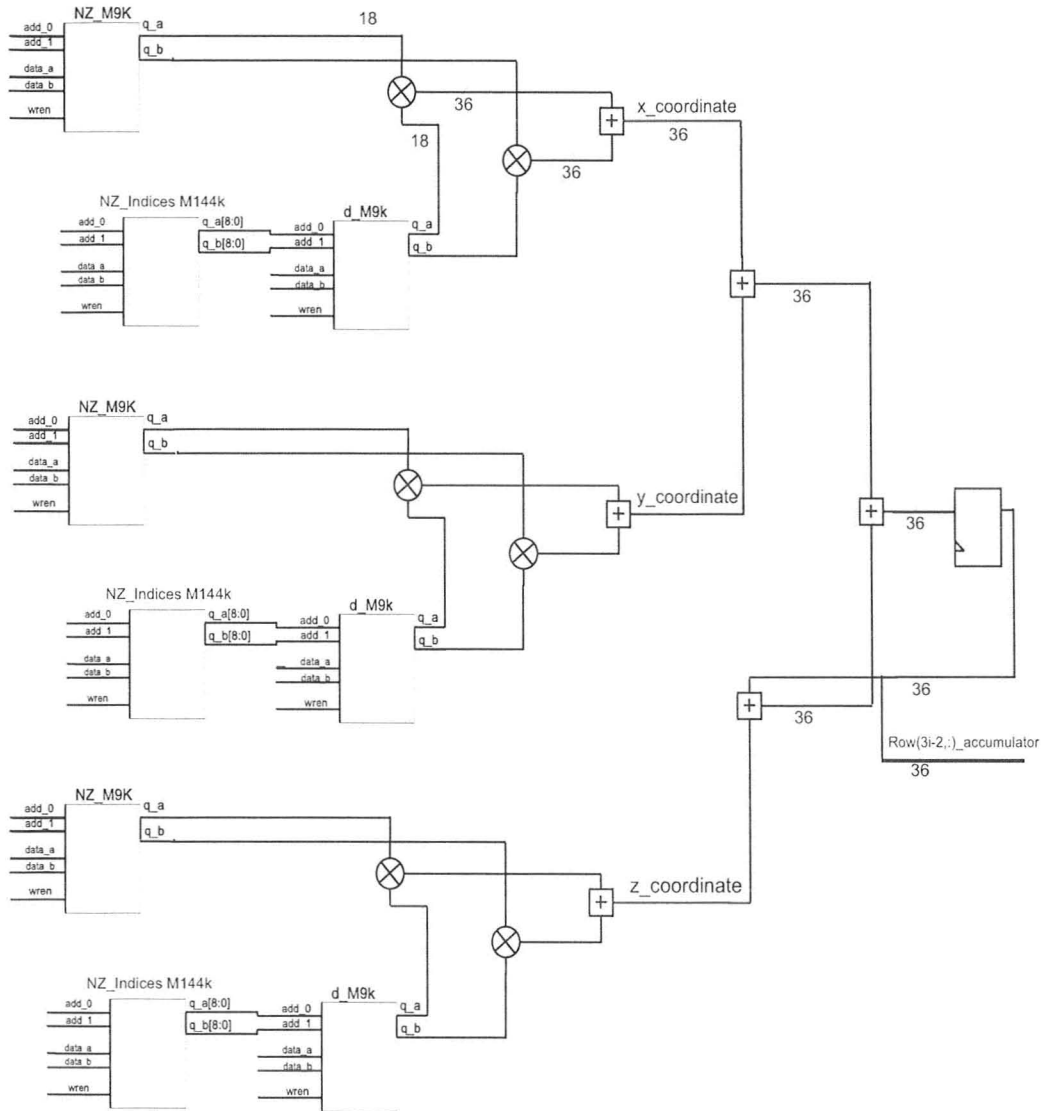 NZ_M9K
add_0
add_1
data_a
data_b
wren
q_a
q_b
18
36
18
36
x_coordinate
36
NZ_Indices M144k
add_0
add_1
data_a
data_b
wren
q_a[8:0]
q_b[8:0]
d_M9k
add_0
add_1
data_a
data_b
wren
q_a
q_b
36
NZ_M9K
add_0
add_1
data_a
data_b
wren
q_a
q_b
y_coordinate
36
NZ_Indices M144k
add_0
add_1
data_a
data_b
wren
q_a[8:0]
q_b[8:0]
d_M9k
add_0
add_1
data_a
data_b
wren
q_a
q_b
36
36
Row(3i-2,:)_accumulator
36
NZ_M9K
add_0
add_1
data_a
data_b
wren
q_a
q_b
z_coordinate
NZ_Indices M144k
add_0
add_1
data_a
data_b
wren
q_a[8:0]
q_b[8:0]
d_M9k
add_0
add_1
data_a
data_b
wren
q_a
q_b